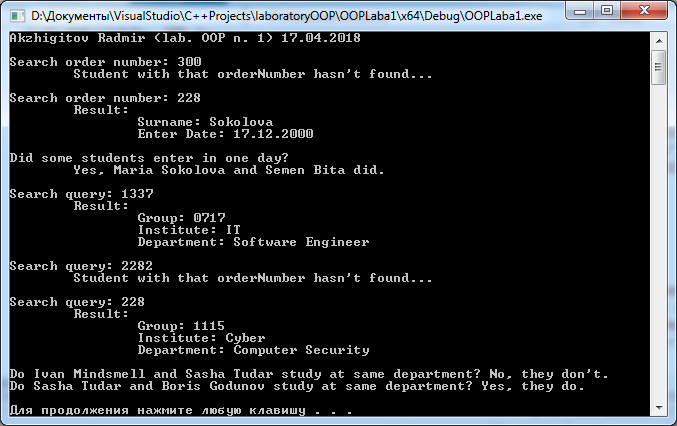 D:\Документы\VisualStudio\C++Projects\laboratoryOOP\OOPLaba1\x64\Debug\OOPLaba1.exe
Akzhigitov Radmir (lab. OOP n. 1) 17.04.2018
Search order number: 300
Student with that orderNumber hasn't found...
Search order number: 228
Result:
Surname: Sokolova
Enter Date: 17.12.2000
Did some students enter in one day?
Yes, Maria Sokolova and Semen Bita did.
Search query: 1337
Result:
Group: 0717
Institute: IT
Department: Software Engineer
Search query: 2282
Student with that orderNumber hasn't found...
Search query: 228
Result:
Group: 1115
Institute: Cyber
Department: Computer Security
Do Ivan Mindsmell and Sasha Tudar study at same department? No, they don't.
Do Sasha Tudar and Boris Godunov study at same department? Yes, they do.
Для продолжения нажмите любую клавишу . . .